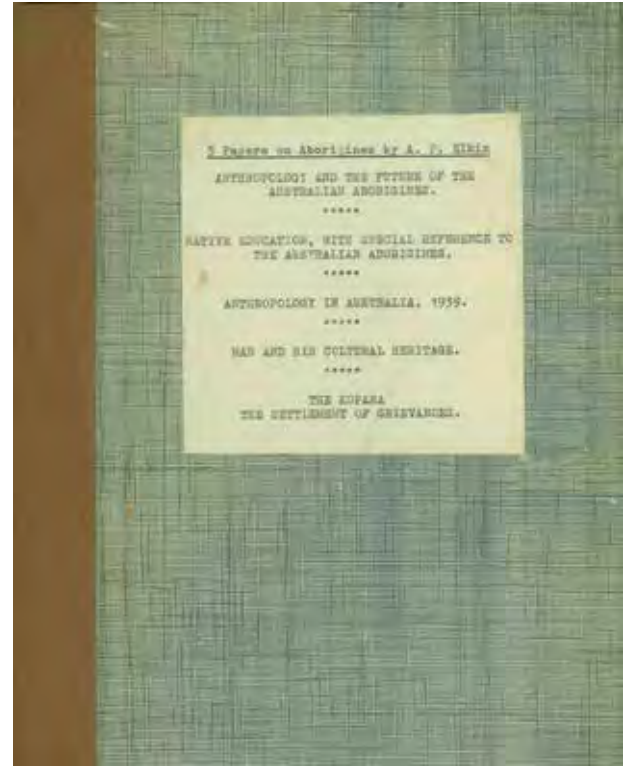 5 Papers on Aborigines by A. P. Elkin
ANTHROPOLOGY AND THE FUTURE OF THE
AUSTRALIAN ABORIGINES.
*****
NATIVE EDUCATION, WITH SPECIAL REFERENCE TO
THE AUSTRALIAN ABORIGINES.
*****
ANTHROPOLOGY IN AUSTRALIA, 1939.
*****
MAN AND HIS CULTURAL HERITAGE.
*****
THE KOPARA
THE SETTLEMENT OF GRIEVANCES.